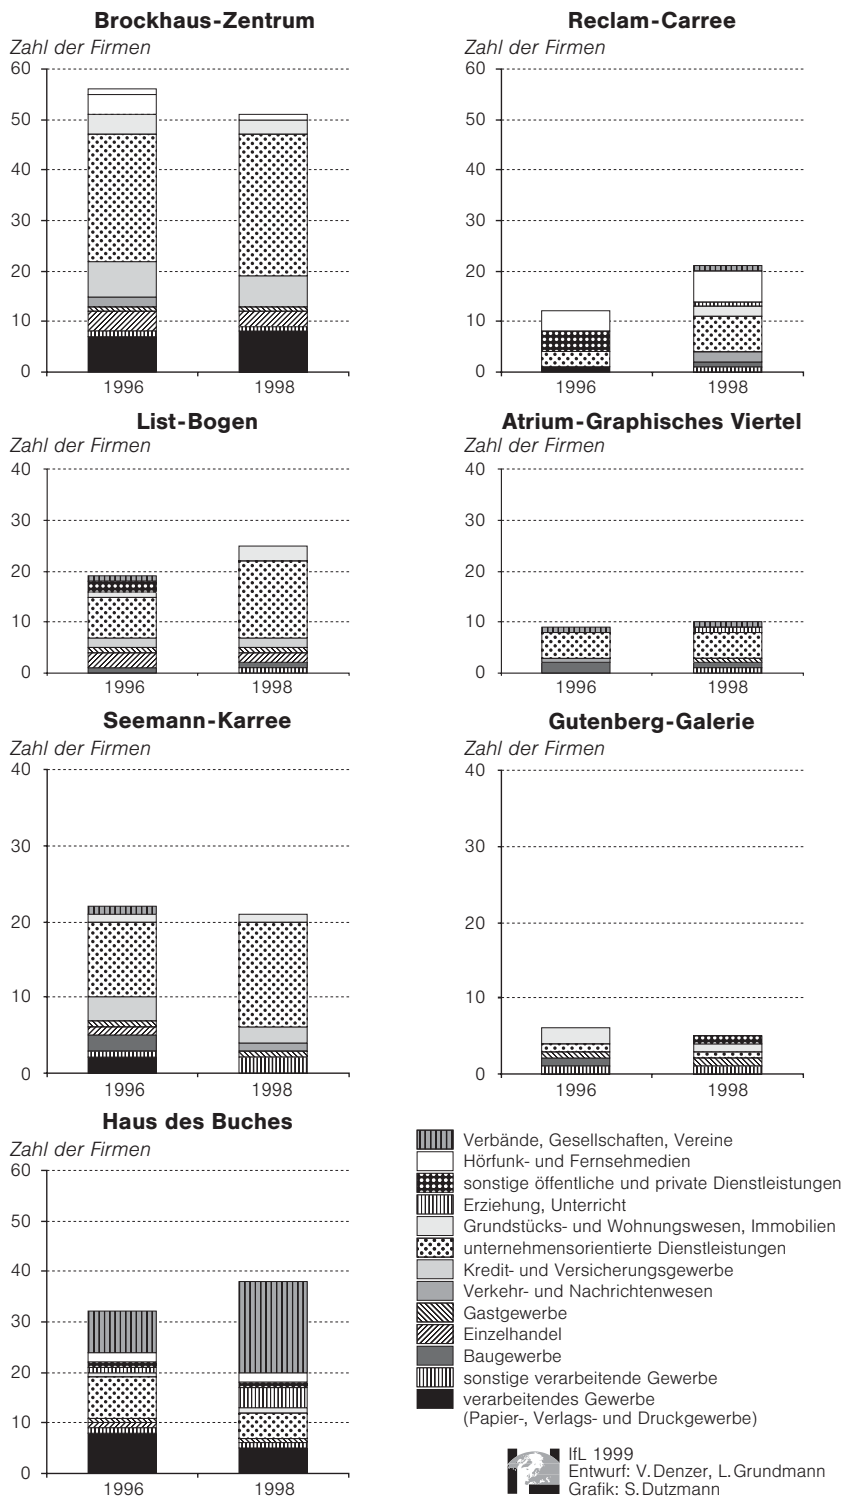 Brockhaus-Zentrum
Zahl der Firmen
60
50
40
30
20
10
0
1996
1998
Reclam-Carree
Zahl der Firmen
60
50
40
30
20
10
0
1996
1998
List-Bogen
Zahl der Firmen
40
30
20
10
0
1996
1998
Atrium-Graphisches Viertel
Zahl der Firmen
40
30
20
10
0
1996
1998
Seemann-Karree
Zahl der Firmen
40
30
20
10
0
1996
1998
Gutenberg-Galerie
Zahl der Firmen
40
30
20
10
0
1996
1998
Haus des Buches
Zahl der Firmen
60
50
40
30
20
10
0
1996
1998
Verbände, Gesellschaften, Vereine
Hörfunk- und Fernsehmedien
sonstige öffentliche und private Dienstleistungen
Erziehung, Unterricht
Grundstücks- und Wohnungswesen, Immobilien
unternehmensorientierte Dienstleistungen
Kredit- und Versicherungsgewerbe
Verkehr- und Nachrichtenwesen
Gastgewerbe
Einzelhandel
Baugewerbe
sonstige verarbeitende Gewerbe
verarbeitendes Gewerbe
(Papier-, Verlags- und Druckgewerbe)
IfL 1999
Entwurf: V. Denzer, L. Grundmann
Grafik: S. Dutzmann